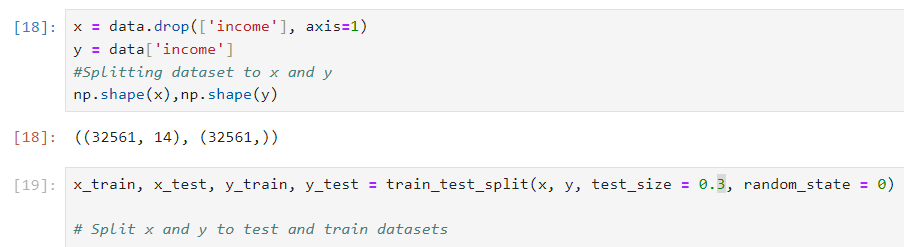 [18]: x = data.drop(['income'], axis=1)
y = data['income']
#Splitting dataset to x and y
np.shape(x),np.shape(y)
[18]: ((32561, 14), (32561,))
[19]: x_train, x_test, y_train, y_test = train_test_split(x, y, test_size = 0.3, random_state = 0)
# Split x and y to test and train datasets